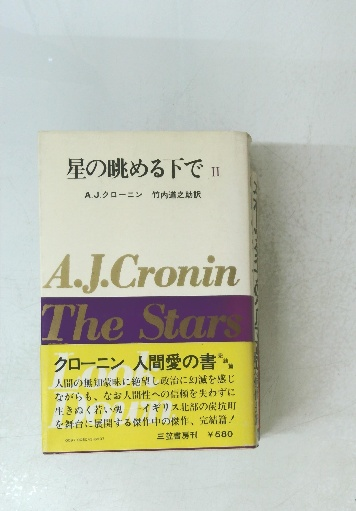 星の眺める下で II
A.J.クローニン 竹内道之助訳
A.J.Cronin
The Stars
クローニン 人間愛の書 完結篇
人間の無知蒙昧に絶望し政治に幻滅を感じ
ながらも、なお人間性への信頼を失わずに
生きぬく若い魂——イギリス北部の炭坑町
を舞台に展開する傑作中の傑作、完結篇!
三笠書房刊 ¥680